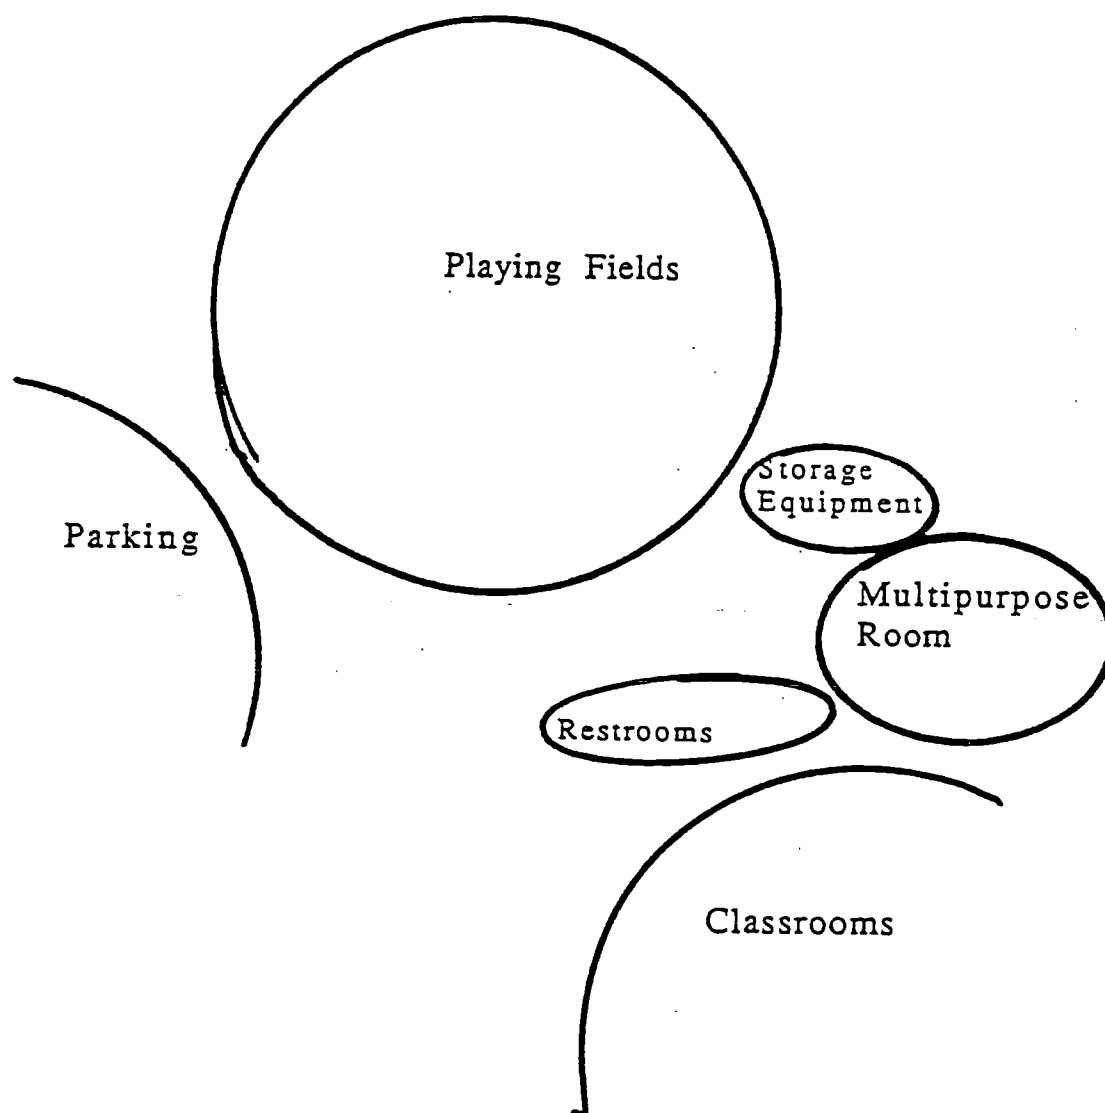 Playing Fields
Storage
Equipment
Parking
Multipurpose
Room
Restrooms
Classrooms